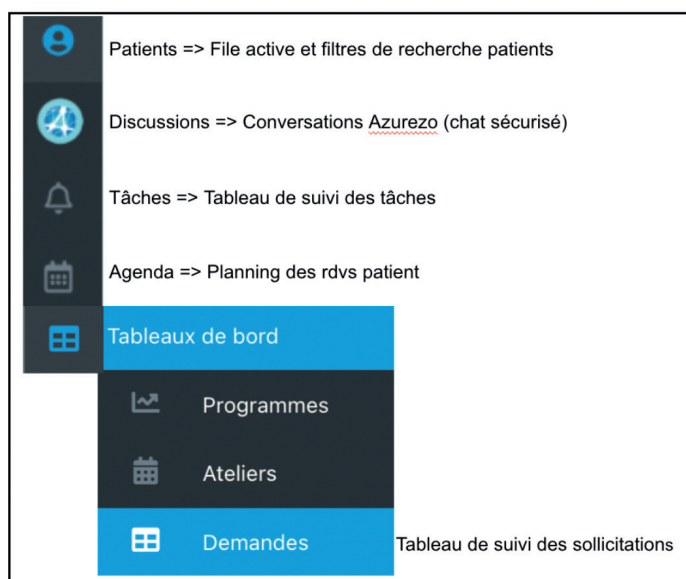 Patients => File active et filtres de recherche patients
Discussions => Conversations Azurezo (chat sécurisé)
Tâches => Tableau de suivi des tâches
Agenda => Planning des rdvs patient
Tableaux de bord
Programmes
Ateliers
Demandes Tableau de suivi des sollicitations